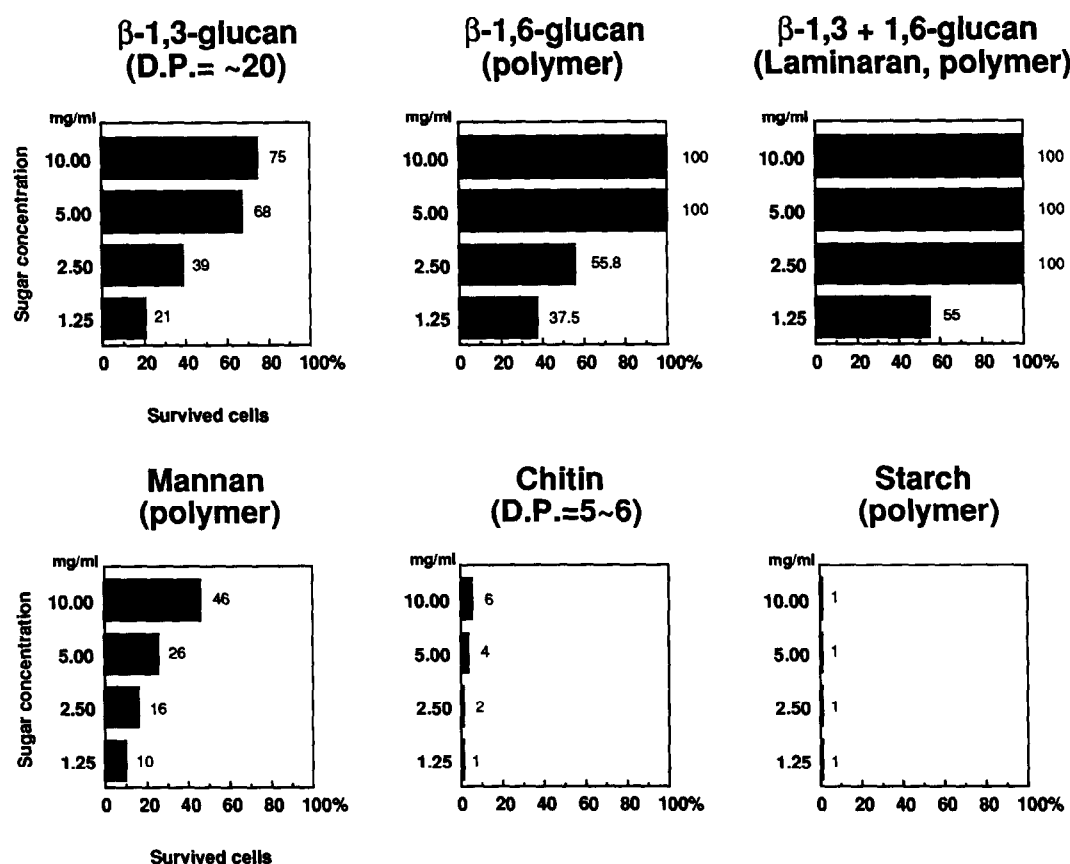 β-1,3-glucan
(D.P.= ~20)
mg/ml
Sugar concentration
10.00
75
5.00
68
2.50
39
1.25
21
0 20 40 60 80 100%
Survived cells
β-1,6-glucan
(polymer)
mg/ml
10.00
100
5.00
100
2.50
55.8
1.25
37.5
0 20 40 60 80 100%
β-1,3 + 1,6-glucan
(Laminaran, polymer)
mg/ml
10.00
100
5.00
100
2.50
100
1.25
55
0 20 40 60 80 100%
Mannan
(polymer)
mg/ml
Sugar concentration
10.00
46
5.00
26
2.50
16
1.25
10
0 20 40 60 80 100%
Survived cells
Chitin
(D.P.=5~6)
mg/ml
10.00
6
5.00
4
2.50
2
1.25
1
0 20 40 60 80 100%
Starch
(polymer)
mg/ml
10.00
1
5.00
1
2.50
1
1.25
1
0 20 40 60 80 100%